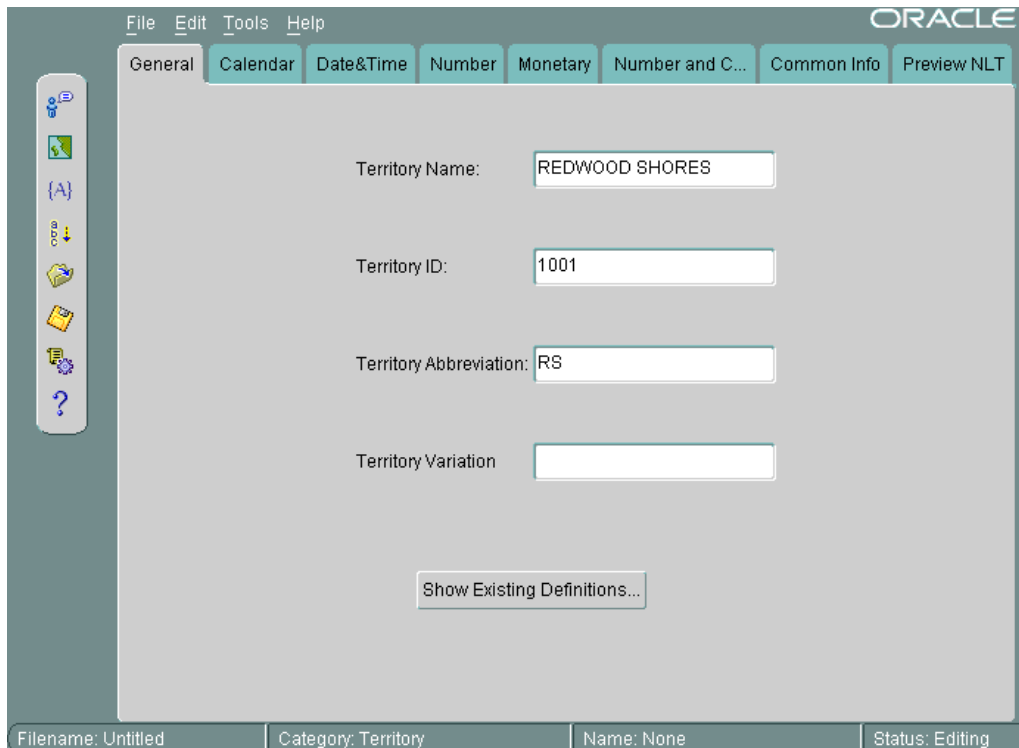 File Edit Tools Help
ORACLE
General Calendar Date&Time Number Monetary Number and C... Common Info Preview NLT
{A}
a
b
c
?
Territory Name: REDWOOD SHORES
Territory ID: 1001
Territory Abbreviation: RS
Territory Variation
Show Existing Definitions...
Filename: Untitled Category: Territory Name: None Status: Editing